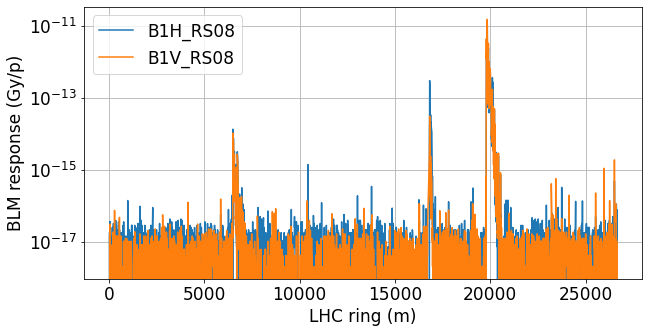 B1H_RS08
B1V_RS08
10⁻¹¹
10⁻¹³
10⁻¹⁵
10⁻¹⁷
BLM response (Gy/p)
0 5000 10000 15000 20000 25000
LHC ring (m)